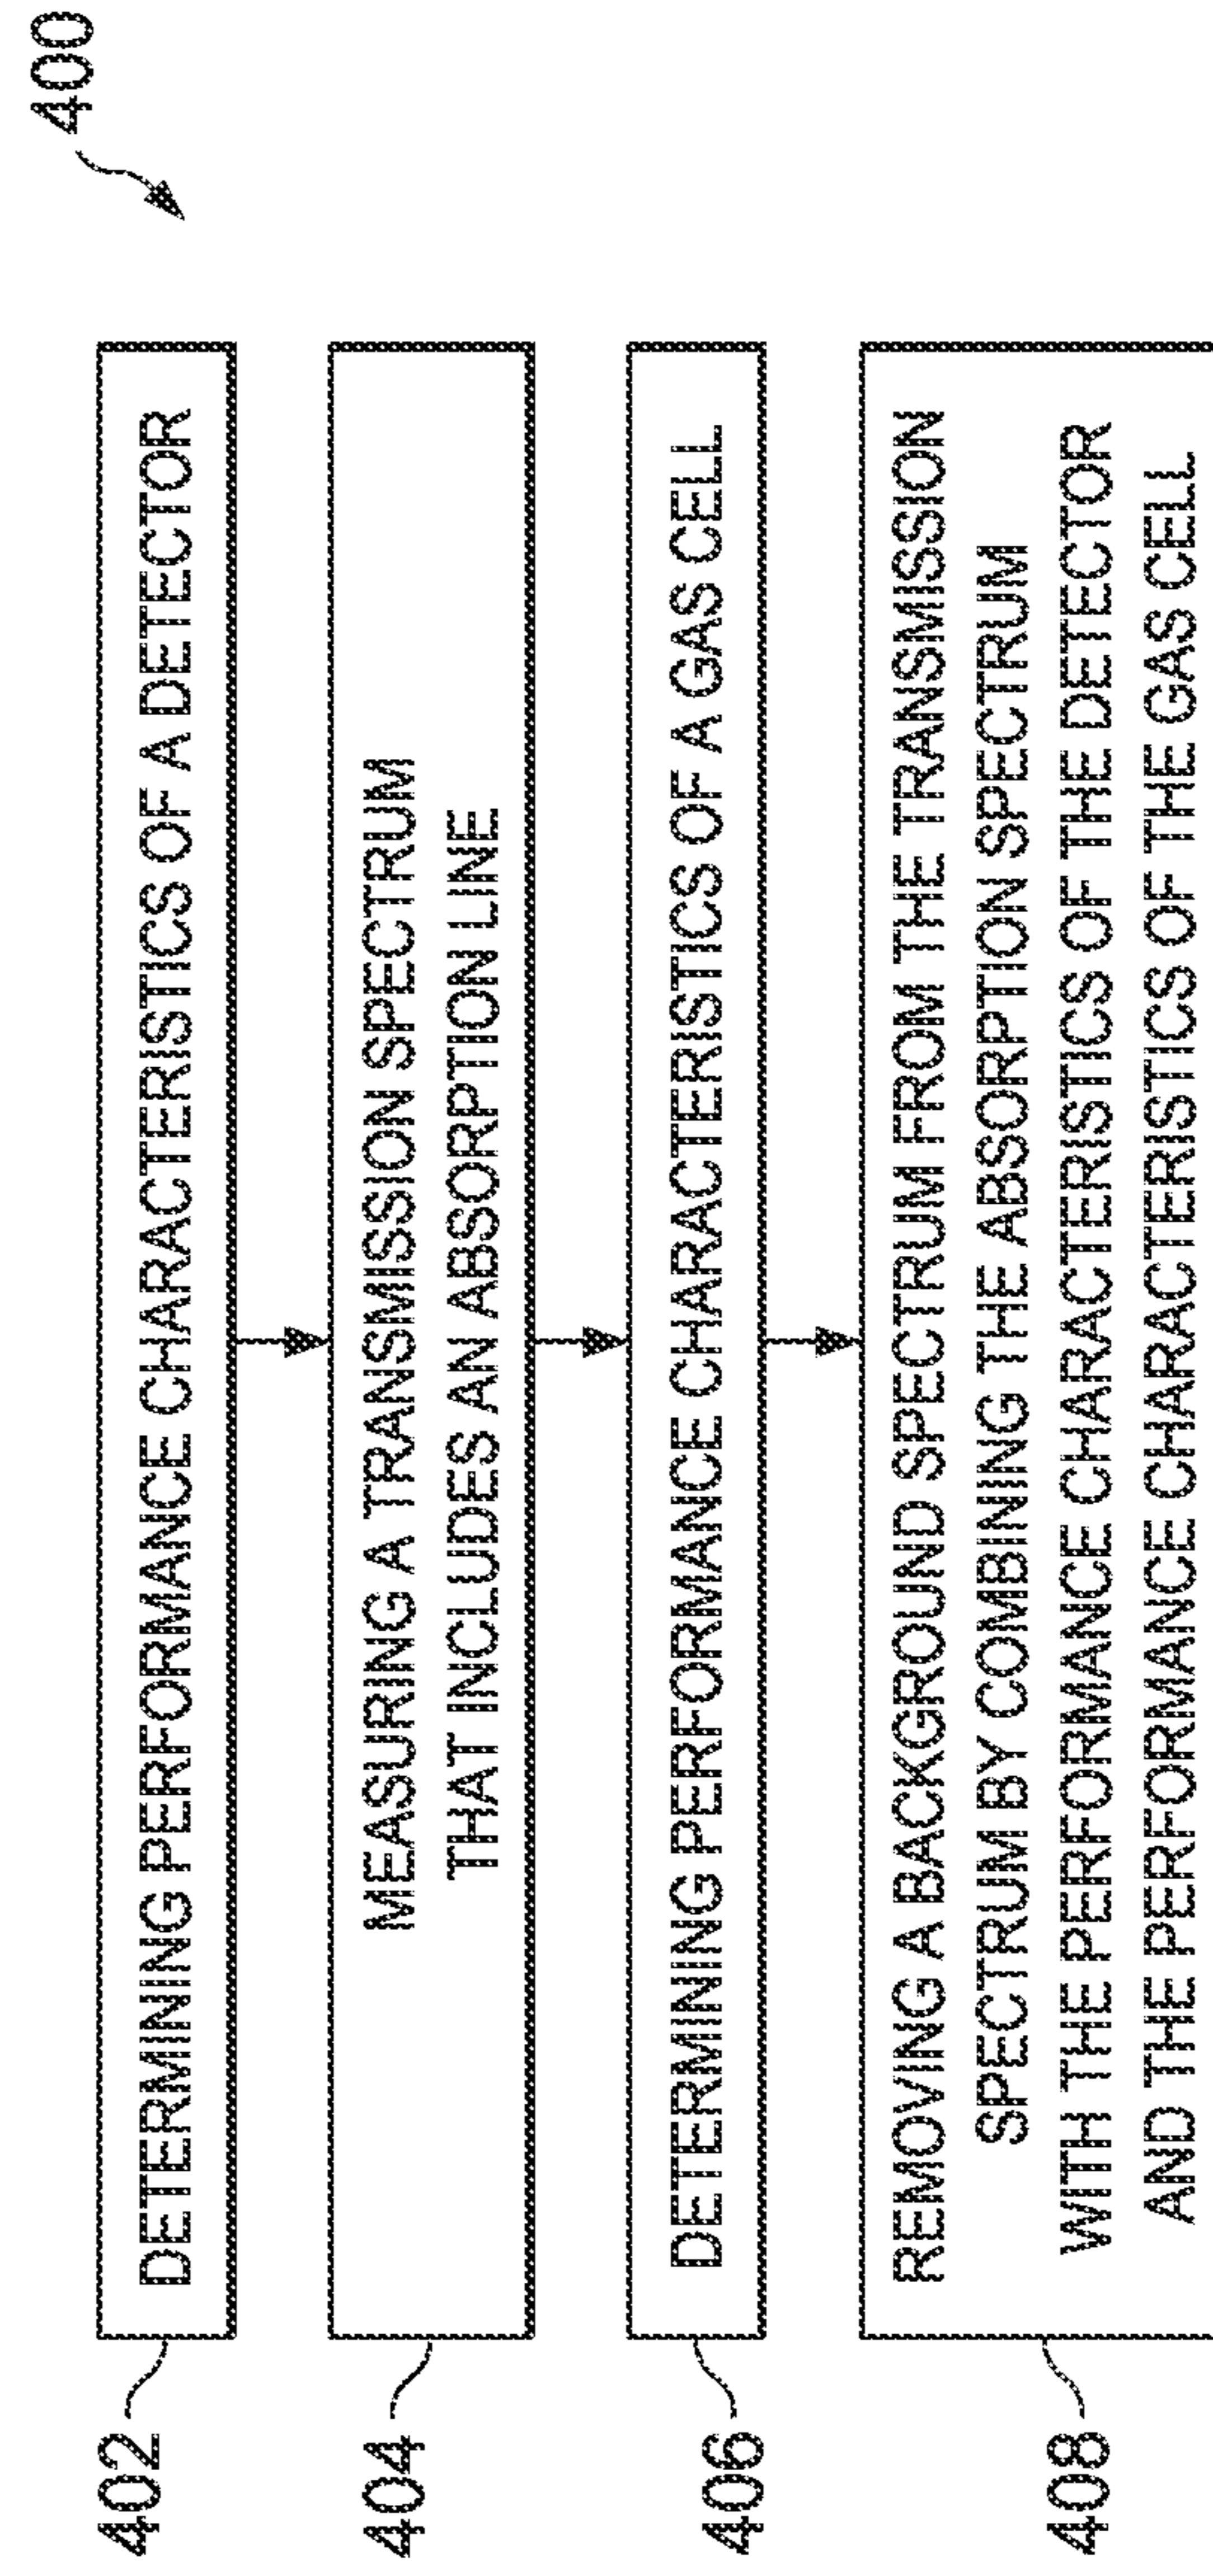 400
402
DETERMINING PERFORMANCE CHARACTERISTICS OF A DETECTOR
404
MEASURING A TRANSMISSION SPECTRUM
THAT INCLUDES AN ABSORPTION LINE
406
DETERMINING PERFORMANCE CHARACTERISTICS OF A GAS CELL
408
REMOVING A BACKGROUND SPECTRUM FROM THE TRANSMISSION
SPECTRUM BY COMBINING THE ABSORPTION SPECTRUM
WITH THE PERFORMANCE CHARACTERISTICS OF THE DETECTOR
AND THE PERFORMANCE CHARACTERISTICS OF THE GAS CELL